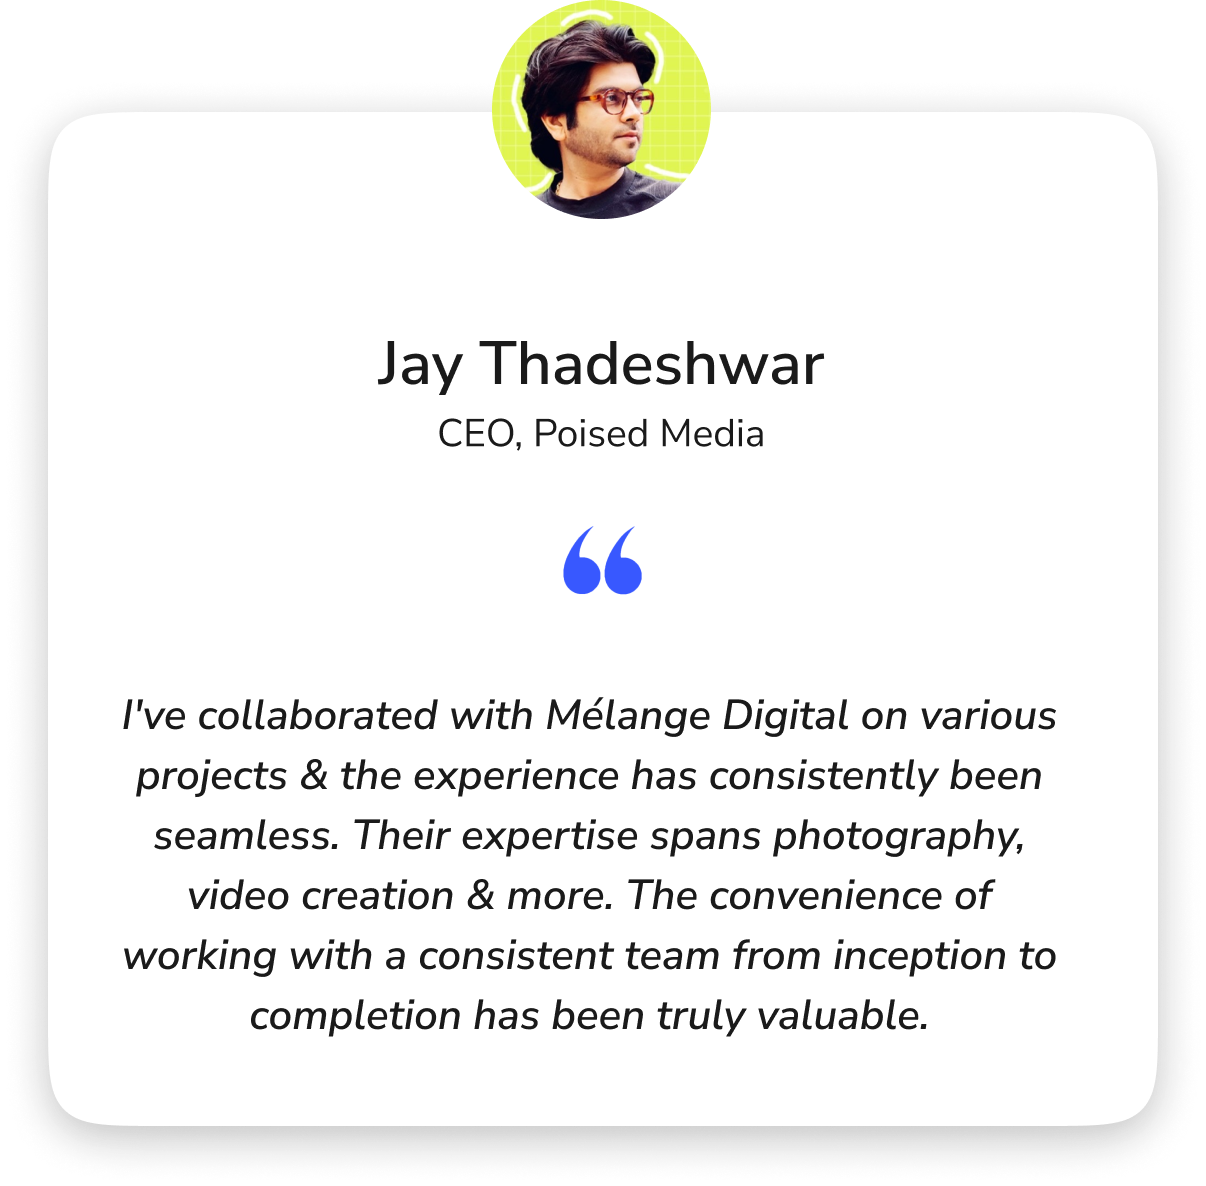 Jay Thadeshwar
CEO, Poised Media
“
I've collaborated with Mélange Digital on various
projects & the experience has consistently been
seamless. Their expertise spans photography,
video creation & more. The convenience of
working with a consistent team from inception to
completion has been truly valuable.